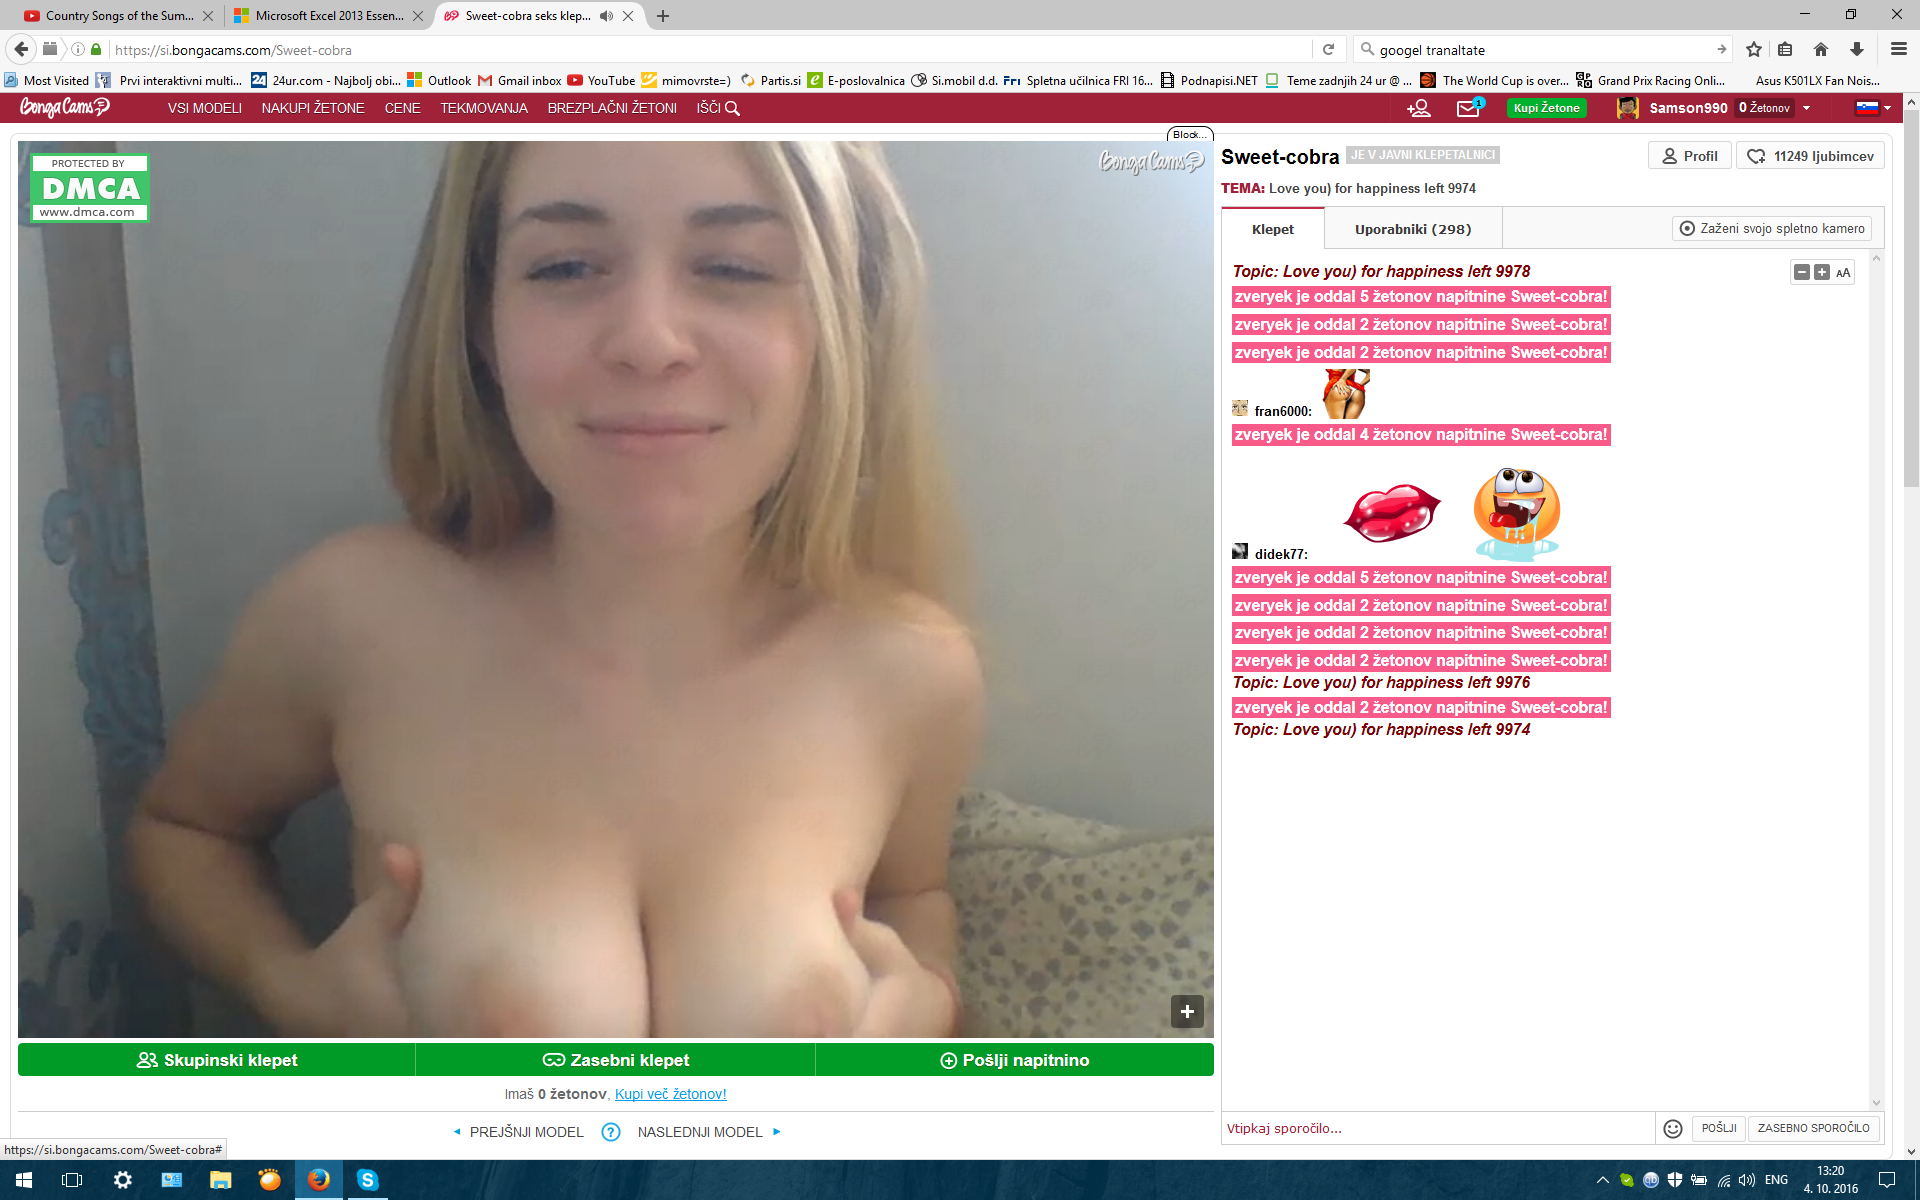 Country Songs of the Sum...
Microsoft Excel 2013 Essen...
Sweet-cobra seks klep...
https://si.bongacams.com/Sweet-cobra
googel tranaltate
Most Visited
Prvi interaktivni multi...
24ur.com - Najbolj obi...
Outlook
Gmail inbox
YouTube
mimovrste=)
Partis.si
E-poslovalnica
Si.mobil d.d.
Spletna učilnica FRI 16...
Podnapisi.NET
Teme zadnjih 24 ur @ ...
The World Cup is over...
Grand Prix Racing Onli...
Asus K501LX Fan Nois...
BongaCams
VSI MODELI
NAKUPI ŽETONE
CENE
TEKMOVANJA
BREZPLAČNI ŽETONI
IŠČI
1
Kupi Žetone
Samson990
0 Žetonov
Block...
PROTECTED BY
DMCA
www.dmca.com
BongaCams
Sweet-cobra
JE V JAVNI KLEPETALNICI
Profil
11249 ljubimcev
TEMA: Love you) for happiness left 9974
Klepet
Uporabniki (298)
Zaženi svojo spletno kamero
AA
Topic: Love you) for happiness left 9978
zveryek je oddal 5 žetonov napitnine Sweet-cobra!
zveryek je oddal 2 žetonov napitnine Sweet-cobra!
zveryek je oddal 2 žetonov napitnine Sweet-cobra!
fran6000:
zveryek je oddal 4 žetonov napitnine Sweet-cobra!
didek77:
zveryek je oddal 5 žetonov napitnine Sweet-cobra!
zveryek je oddal 2 žetonov napitnine Sweet-cobra!
zveryek je oddal 2 žetonov napitnine Sweet-cobra!
zveryek je oddal 2 žetonov napitnine Sweet-cobra!
Topic: Love you) for happiness left 9976
zveryek je oddal 2 žetonov napitnine Sweet-cobra!
Topic: Love you) for happiness left 9974
Skupinski klepet
Zasebni klepet
Pošlji napitnino
Imaš 0 žetonov, Kupi več žetonov!
PREJŠNJI MODEL
?
NASLEDNJI MODEL
Vtipkaj sporočilo...
POŠLJI
ZASEBNO SPOROČILO
https://si.bongacams.com/Sweet-cobra#
ENG
13:20
4. 10. 2016